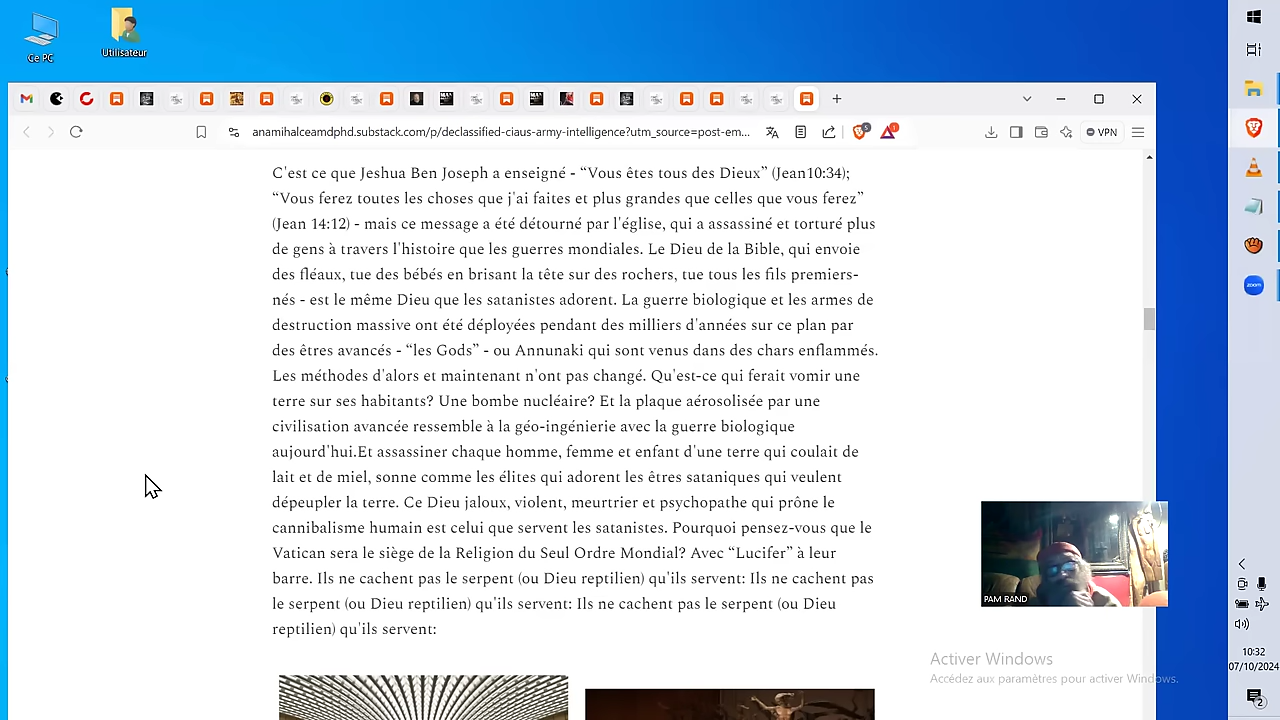 Ce PC
Utilisateur
anamihalceamdphd.substack.com/p/declassified-ciaus-army-intelligence?utm_source=post-em...
5
1
VPN
C'est ce que Jeshua Ben Joseph a enseigné - “Vous êtes tous des Dieux” (Jean10:34);
“Vous ferez toutes les choses que j'ai faites et plus grandes que celles que vous ferez”
(Jean 14:12) - mais ce message a été détourné par l'église, qui a assassiné et torturé plus
de gens à travers l'histoire que les guerres mondiales. Le Dieu de la Bible, qui envoie
des fléaux, tue des bébés en brisant la tête sur des rochers, tue tous les fils premiers-
nés - est le même Dieu que les satanistes adorent. La guerre biologique et les armes de
destruction massive ont été déployées pendant des milliers d'années sur ce plan par
des êtres avancés - “les Gods” - ou Annunaki qui sont venus dans des chars enflammés.
Les méthodes d'alors et maintenant n'ont pas changé. Qu'est-ce qui ferait vomir une
terre sur ses habitants? Une bombe nucléaire? Et la plaque aérosolisée par une
civilisation avancée ressemble à la géo-ingénierie avec la guerre biologique
aujourd'hui.Et assassiner chaque homme, femme et enfant d'une terre qui coulait de
lait et de miel, sonne comme les élites qui adorent les êtres sataniques qui veulent
dépeupler la terre. Ce Dieu jaloux, violent, meurtrier et psychopathe qui prône le
cannibalisme humain est celui que servent les satanistes. Pourquoi pensez-vous que le
Vatican sera le siège de la Religion du Seul Ordre Mondial? Avec “Lucifer” à leur
barre. Ils ne cachent pas le serpent (ou Dieu reptilien) qu'ils servent: Ils ne cachent pas
le serpent (ou Dieu reptilien) qu'ils servent: Ils ne cachent pas le serpent (ou Dieu
reptilien) qu'ils servent:
zoom
PAM RAND
Activer Windows
Accédez aux paramètres pour activer Windows.
10:32
07/10/2024
2